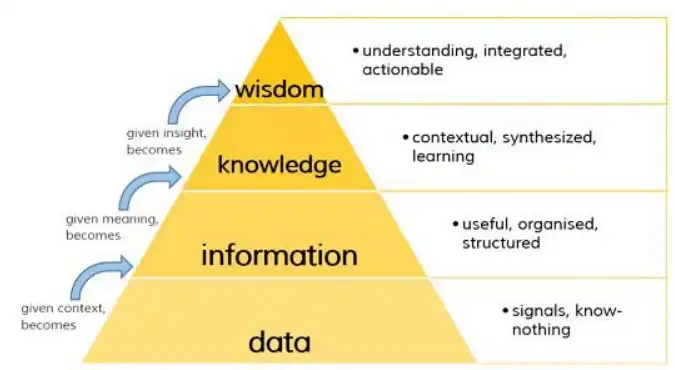 wisdom
• understanding, integrated,
actionable
given insight,
becomes
knowledge
• contextual, synthesized,
learning
given meaning,
becomes
information
• useful, organised,
structured
given context,
becomes
data
• signals, know-
nothing